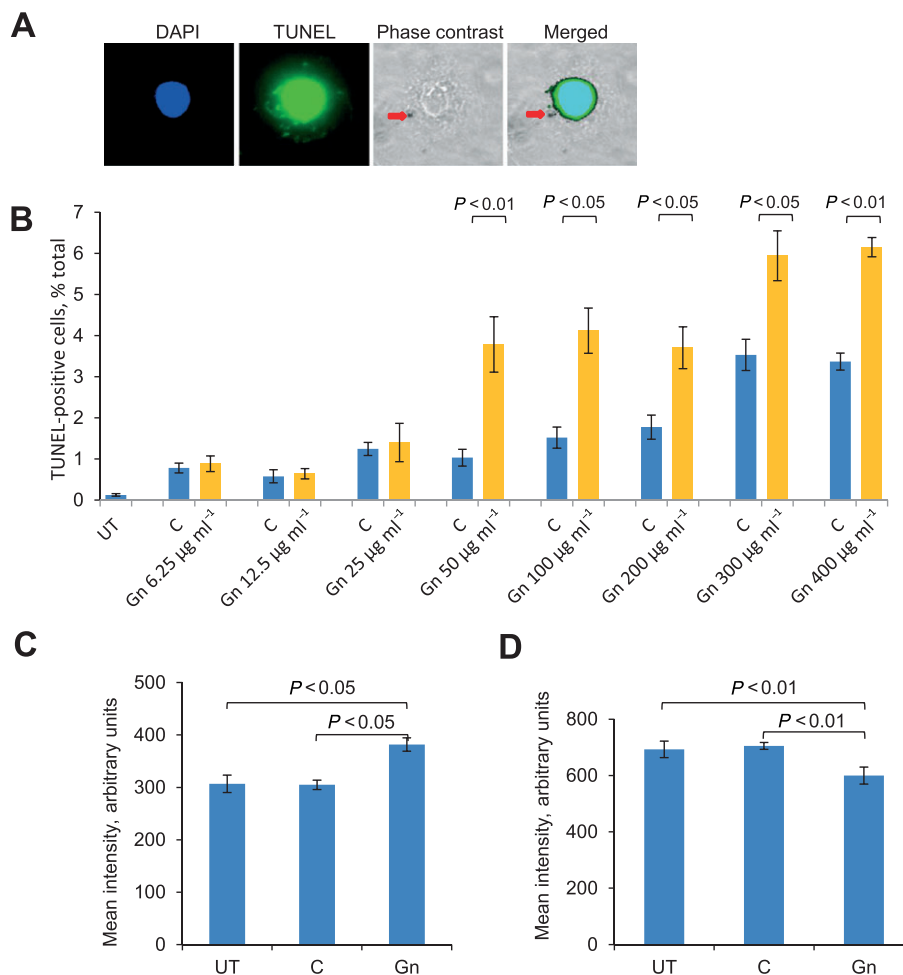 A
DAPI TUNEL Phase contrast Merged
B
TUNEL-positive cells, % total
P < 0.01 P < 0.05 P < 0.05 P < 0.05 P < 0.01
7
6
5
4
3
2
1
0
UT C C C C C C C C
Gn 6.25 µg ml⁻¹ Gn 12.5 µg ml⁻¹ Gn 25 µg ml⁻¹ Gn 50 µg ml⁻¹ Gn 100 µg ml⁻¹ Gn 200 µg ml⁻¹ Gn 300 µg ml⁻¹ Gn 400 µg ml⁻¹
C
Mean intensity, arbitrary units
500
400
300
200
100
0
P < 0.05
P < 0.05
UT C Gn
D
Mean intensity, arbitrary units
800
600
400
200
0
P < 0.01
P < 0.01
UT C Gn